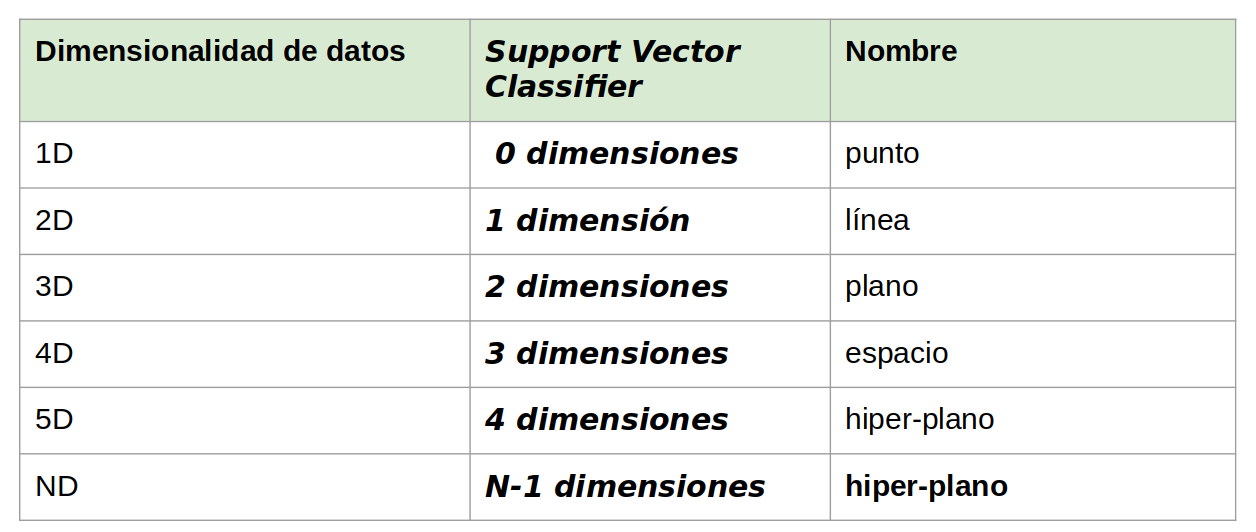 Dimensionalidad de datos
Support Vector
Classifier
Nombre
1D
0 dimensiones
punto
2D
1 dimensión
línea
3D
2 dimensiones
plano
4D
3 dimensiones
espacio
5D
4 dimensiones
hiper-plano
ND
N-1 dimensiones
hiper-plano